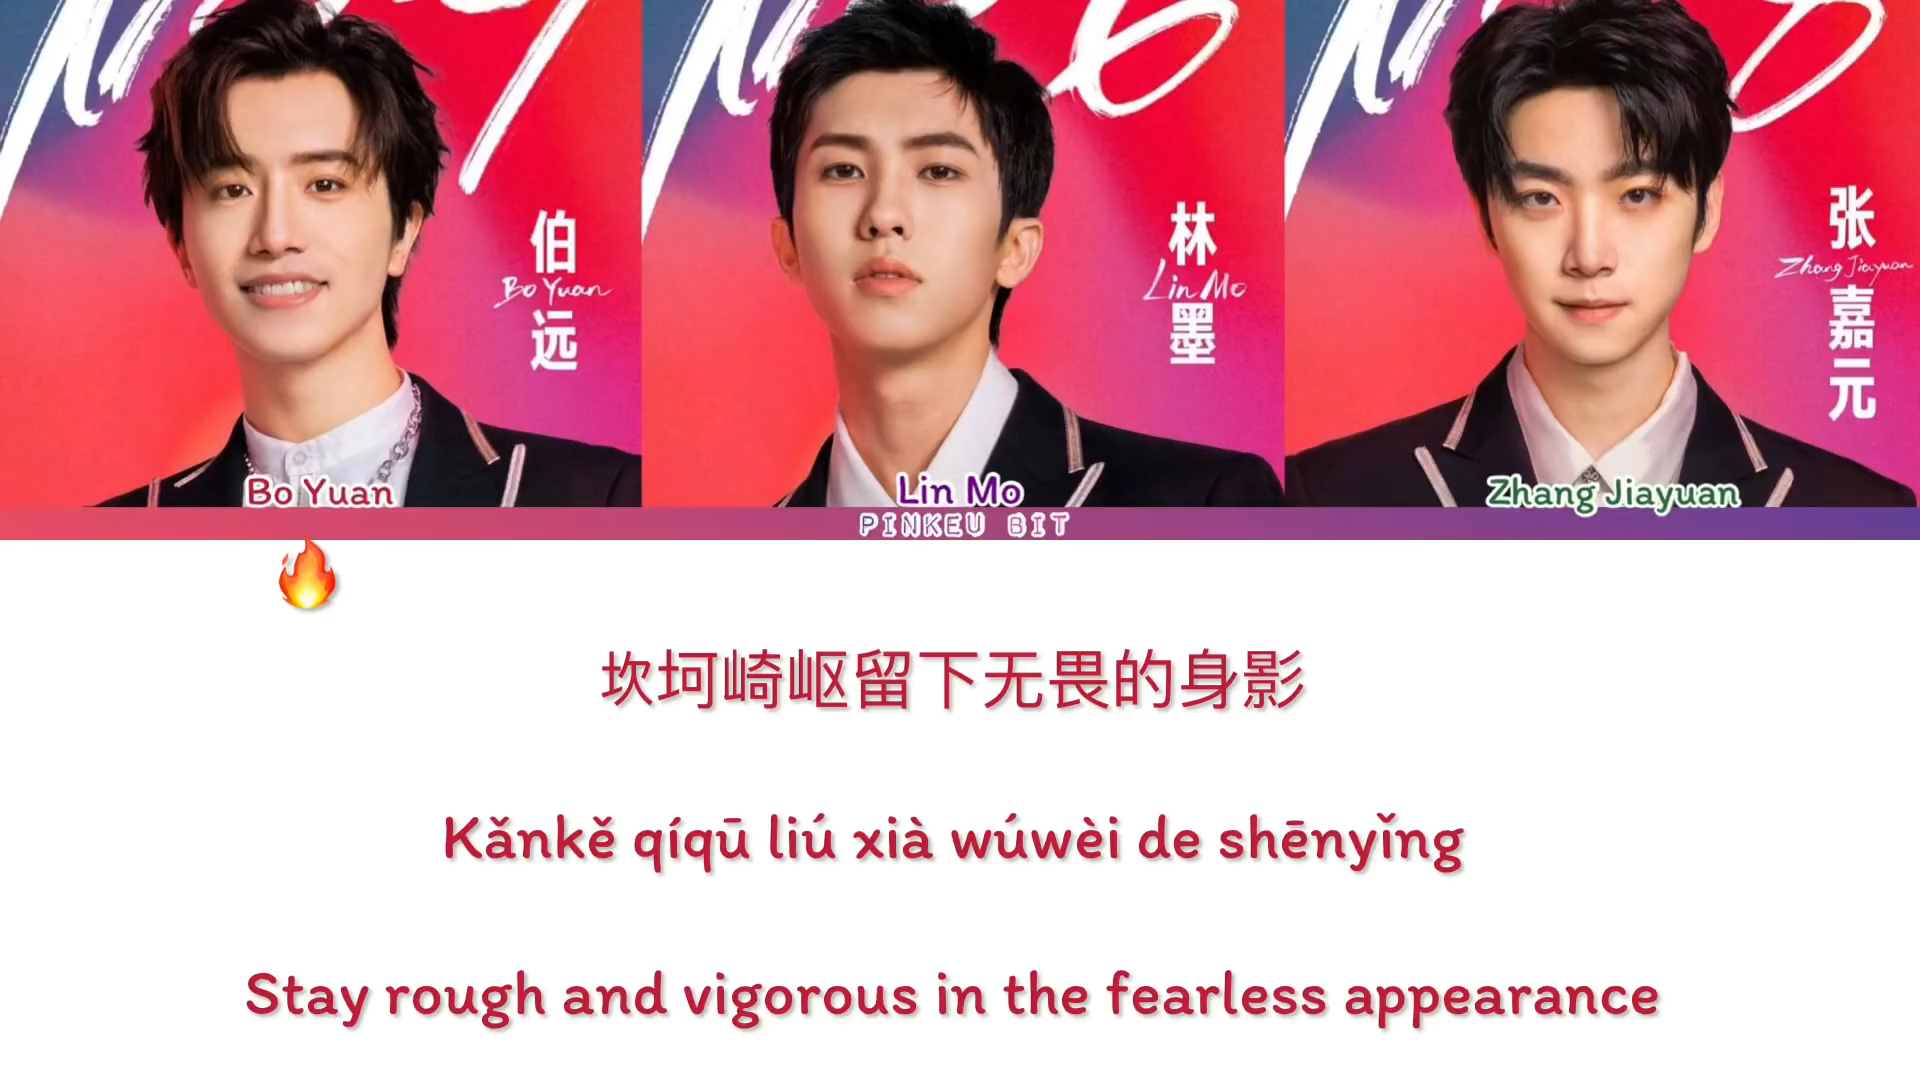 伯
Bo Yuan
远
林
Lin Mo
墨
张
Zhang Jiayuan
嘉
元
Bo Yuan
Lin Mo
Zhang Jiayuan
PINKEU BIT
坎坷崎岖留下无畏的身影
Kǎnkě qíqū liú xià wúwèi de shēnyǐng
Stay rough and vigorous in the fearless appearance